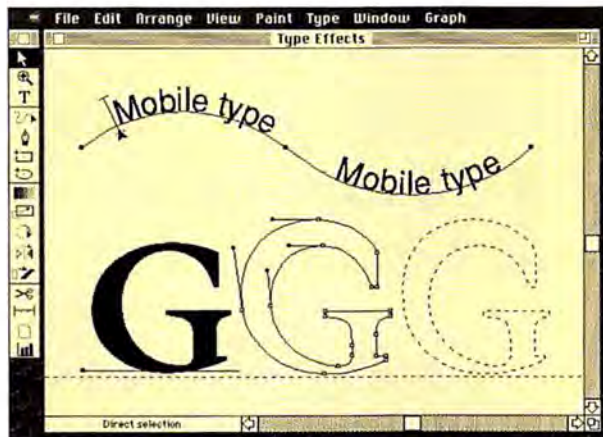 File Edit Arrange View Paint Type Window Graph
Type Effects
T
Mobile type
Mobile type
G G G
Direct selection